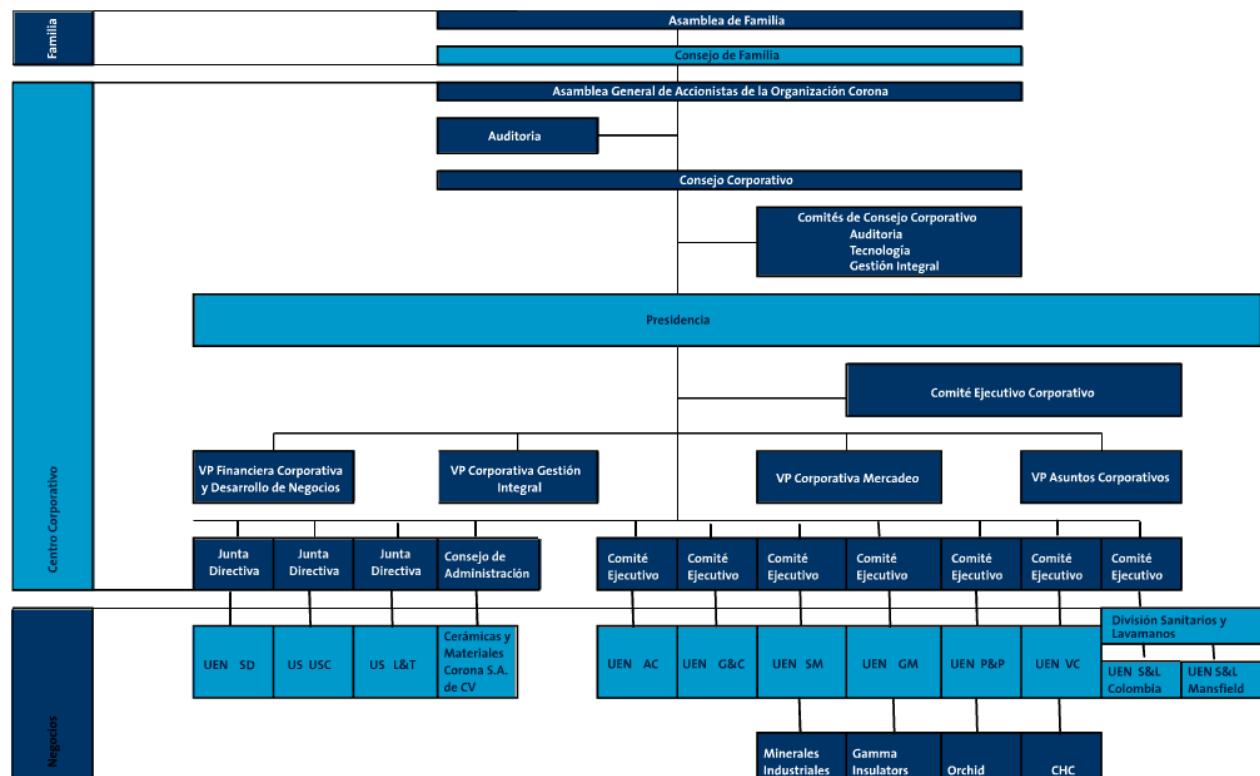 Familia
Asamblea de Familia
Consejo de Familia
Centro Corporativo
Asamblea General de Accionistas de la Organización Corona
Auditoria
Consejo Corporativo
Comités de Consejo Corporativo
Auditoria
Tecnología
Gestión Integral
Presidencia
Comité Ejecutivo Corporativo
VP Financiera Corporativa
y Desarrollo de Negocios
VP Corporativa Gestión
Integral
VP Corporativa Mercadeo
VP Asuntos Corporativos
Junta
Directiva
Junta
Directiva
Junta
Directiva
Consejo de
Administración
Comité
Ejecutivo
Comité
Ejecutivo
Comité
Ejecutivo
Comité
Ejecutivo
Comité
Ejecutivo
Comité
Ejecutivo
Comité
Ejecutivo
Negocios
UEN SD
US USC
US L&T
Cerámicas y
Materiales
Corona S.A.
de CV
UEN AC
UEN G&C
UEN SM
UEN GM
UEN P&P
UEN VC
División Sanitarios y
Lavamanos
UEN S&L
Colombia
UEN S&L
Mansfield
Minerales
Industriales
Gamma
Insulators
Orchid
CHC